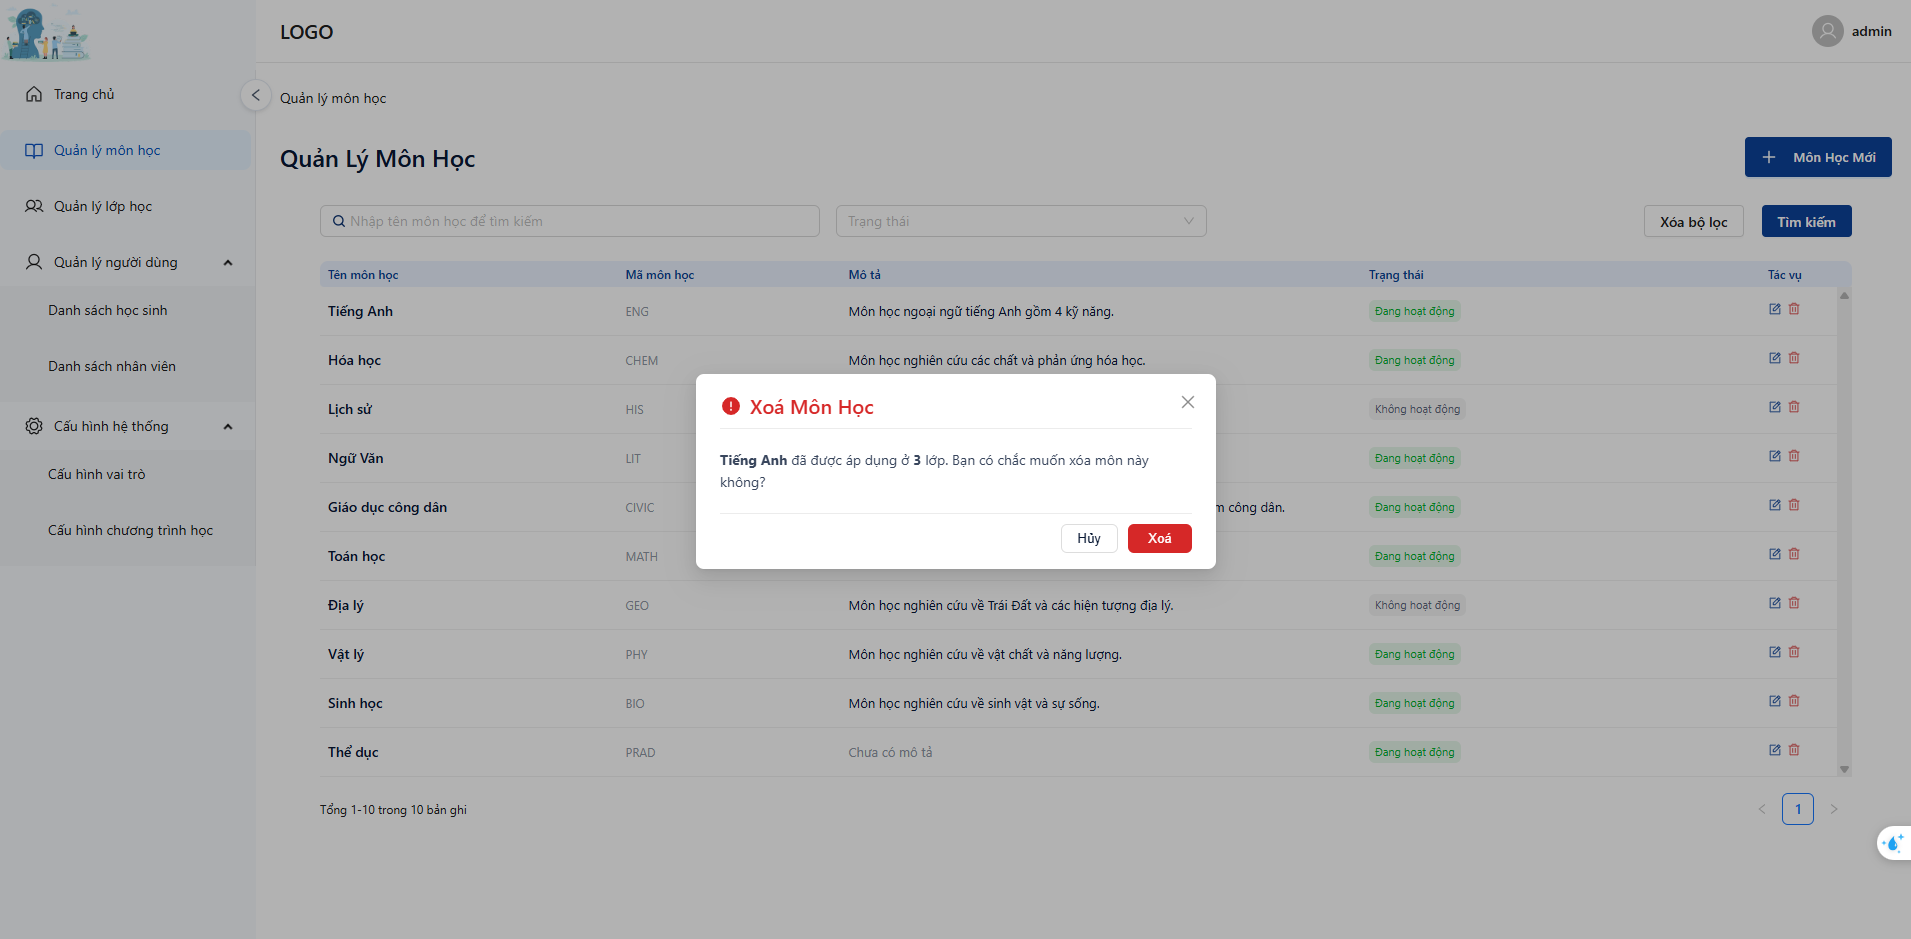 LOGO
admin
Trang chủ
Quản lý môn học
Quản lý lớp học
Quản lý người dùng
Danh sách học sinh
Danh sách nhân viên
Cấu hình hệ thống
Cấu hình vai trò
Cấu hình chương trình học
Quản lý môn học
Quản Lý Môn Học
Môn Học Mới
Nhập tên môn học để tìm kiếm
Trạng thái
Xóa bộ lọc
Tìm kiếm
Tên môn học Mã môn học Mô tả Trạng thái Tác vụ
Tiếng Anh ENG Môn học ngoại ngữ tiếng Anh gồm 4 kỹ năng. Đang hoạt động
Hóa học CHEM Môn học nghiên cứu các chất và phản ứng hóa học. Đang hoạt động
Lịch sử HIS Không hoạt động
Ngữ Văn LIT Đang hoạt động
Giáo dục công dân CIVIC công dân. Đang hoạt động
Toán học MATH Đang hoạt động
Địa lý GEO Môn học nghiên cứu về Trái Đất và các hiện tượng địa lý. Không hoạt động
Vật lý PHY Môn học nghiên cứu về vật chất và năng lượng. Đang hoạt động
Sinh học BIO Môn học nghiên cứu về sinh vật và sự sống. Đang hoạt động
Thể dục PRAD Chưa có mô tả Đang hoạt động
Tổng 1-10 trong 10 bản ghi
1
Xoá Môn Học
Tiếng Anh đã được áp dụng ở 3 lớp. Bạn có chắc muốn xóa môn này
không?
Hủy
Xoá